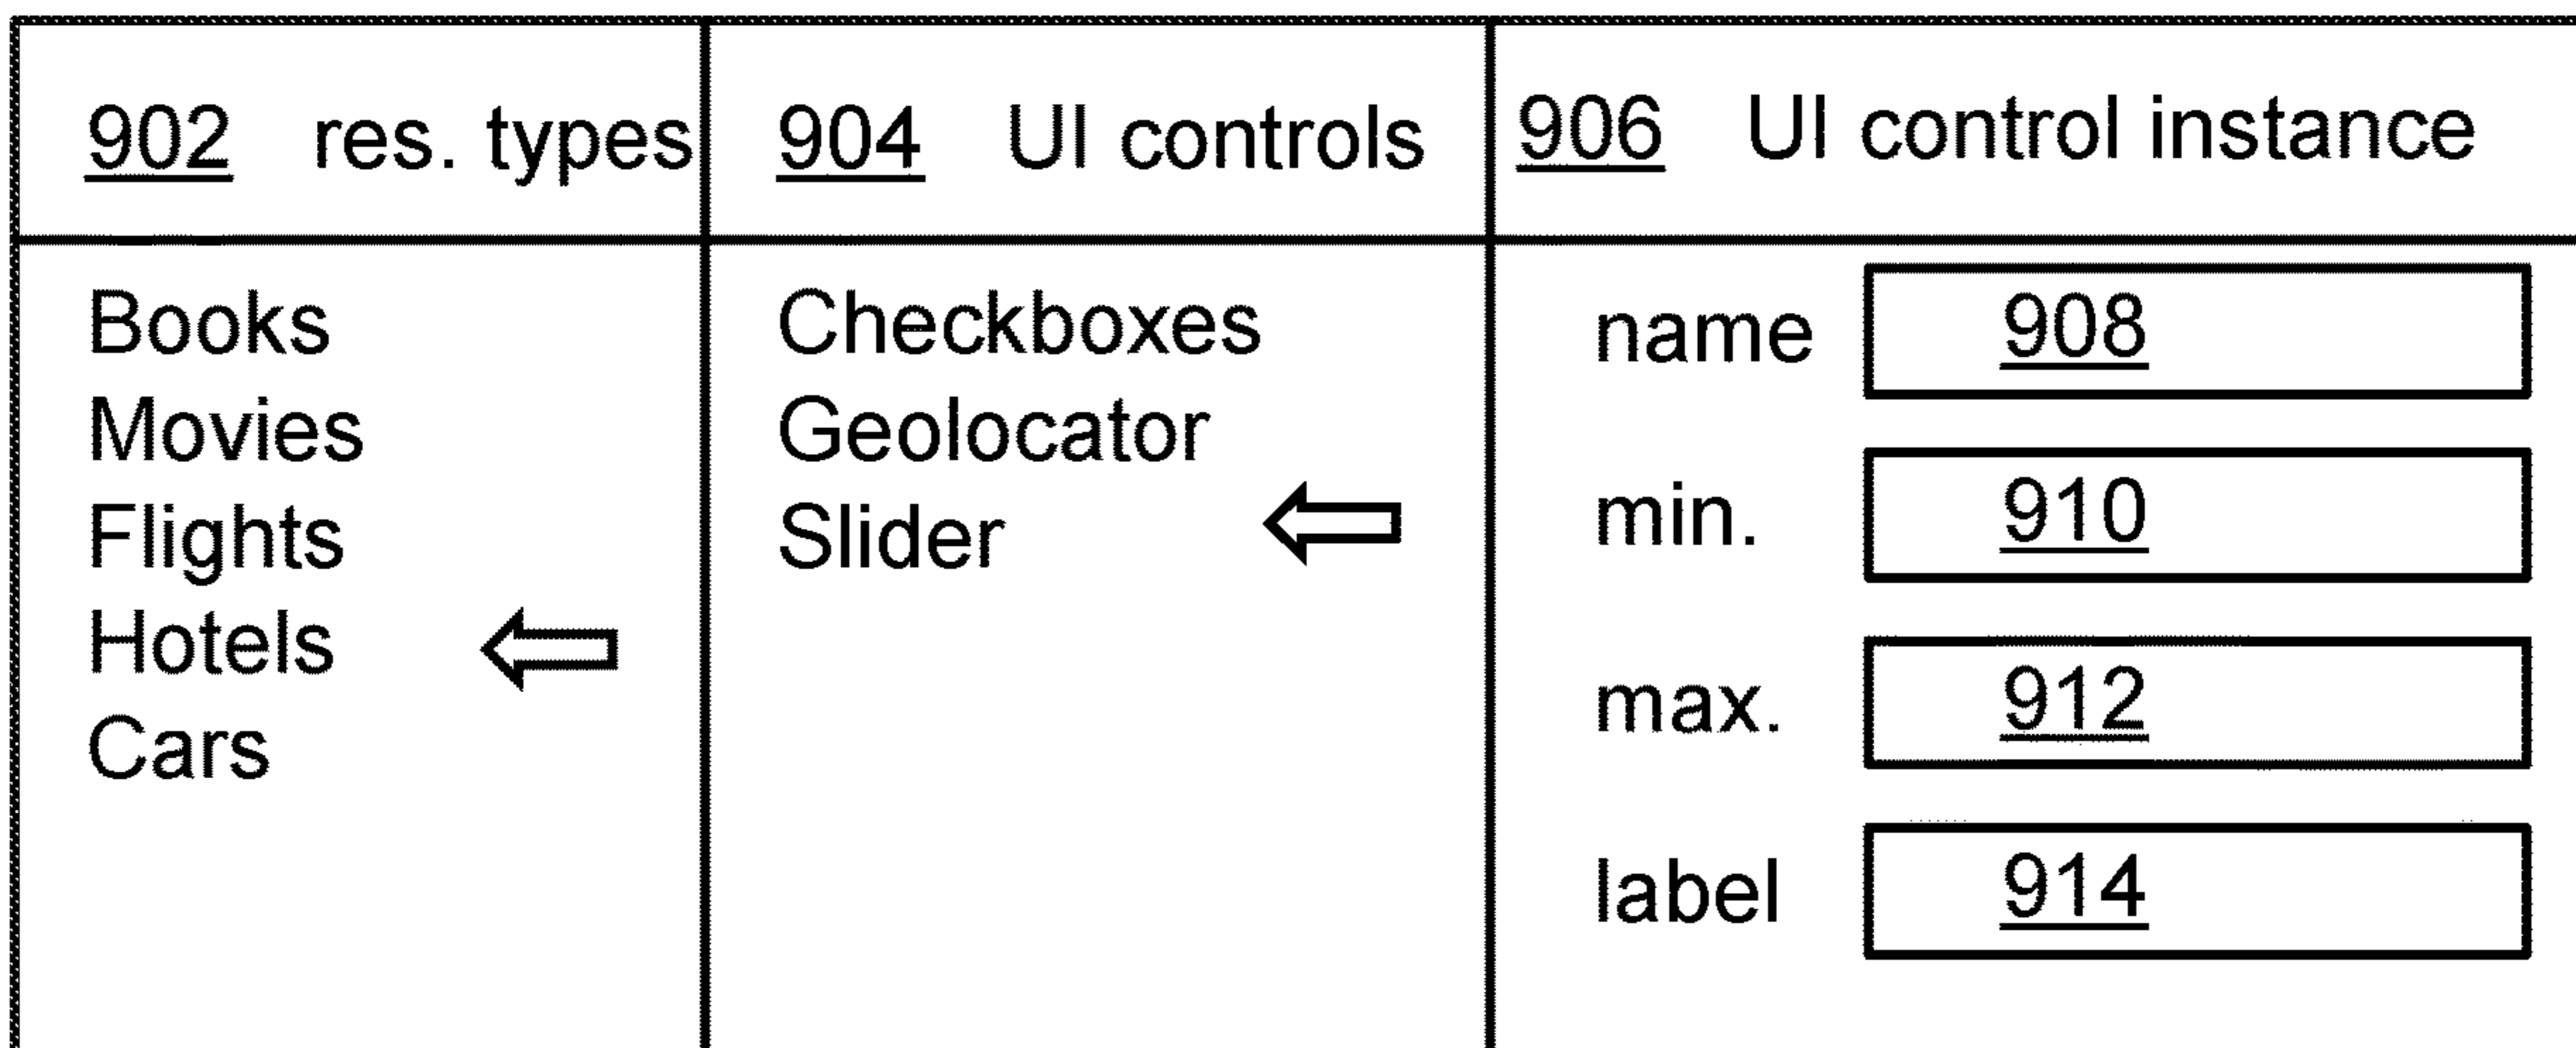 902 res. types
904 UI controls
906 UI control instance
Books
Movies
Flights
Hotels
Cars
Checkboxes
Geolocator
Slider
name 908
min. 910
max. 912
label 914